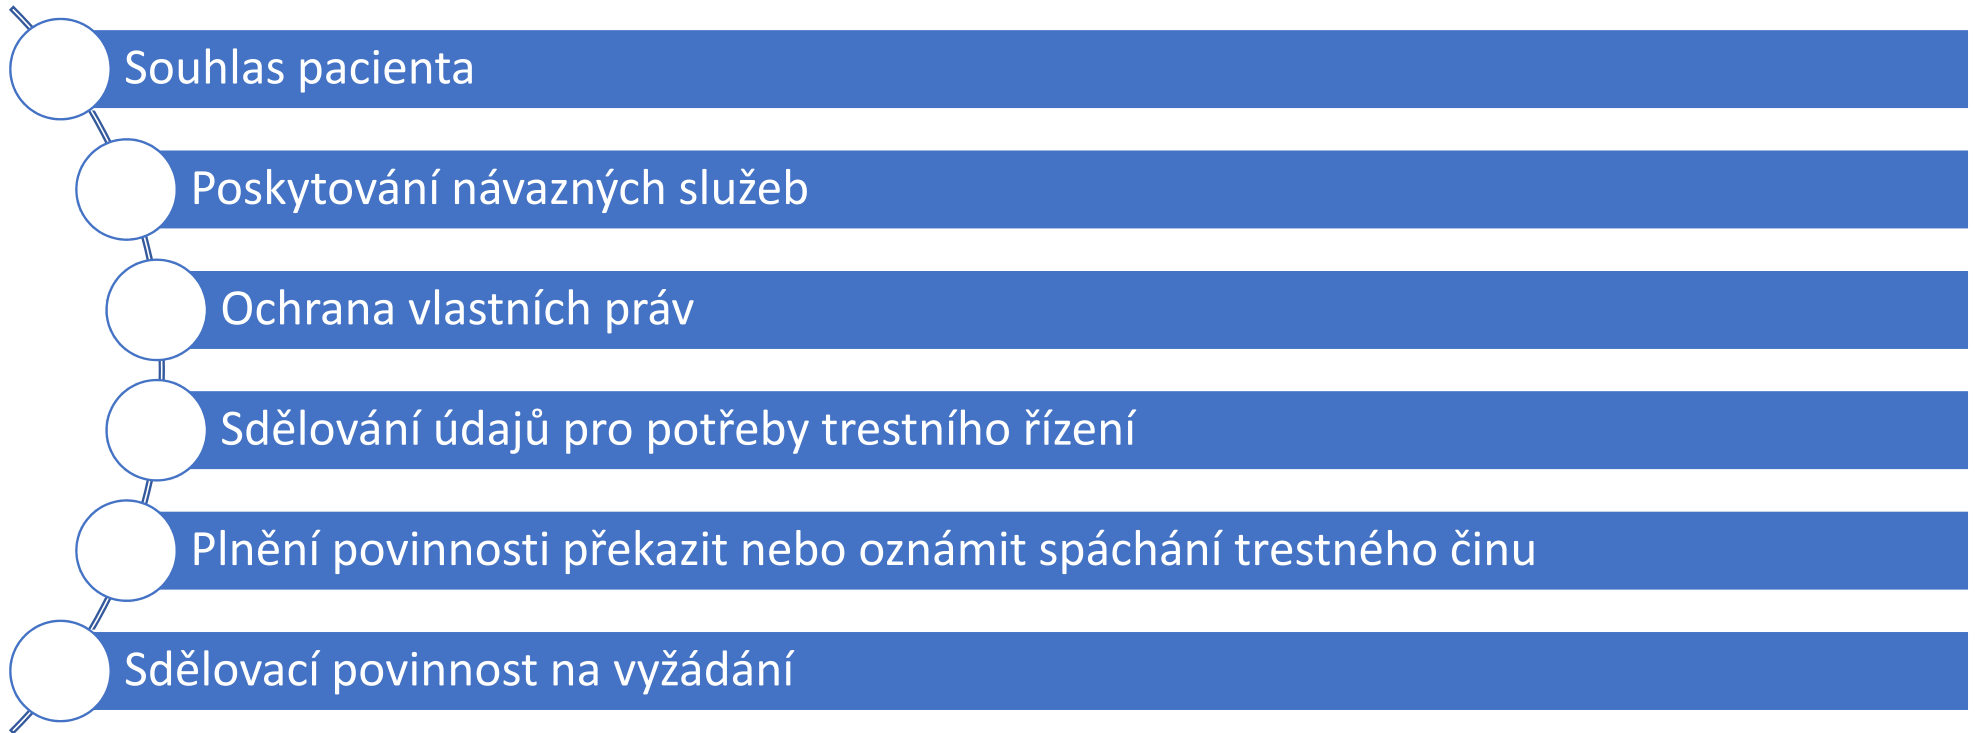 Souhlas pacienta
Poskytování návazných služeb
Ochrana vlastních práv
Sdělování údajů pro potřeby trestního řízení
Plnění povinnosti překazit nebo oznámit spáchání trestného činu
Sdělovací povinnost na vyžádání